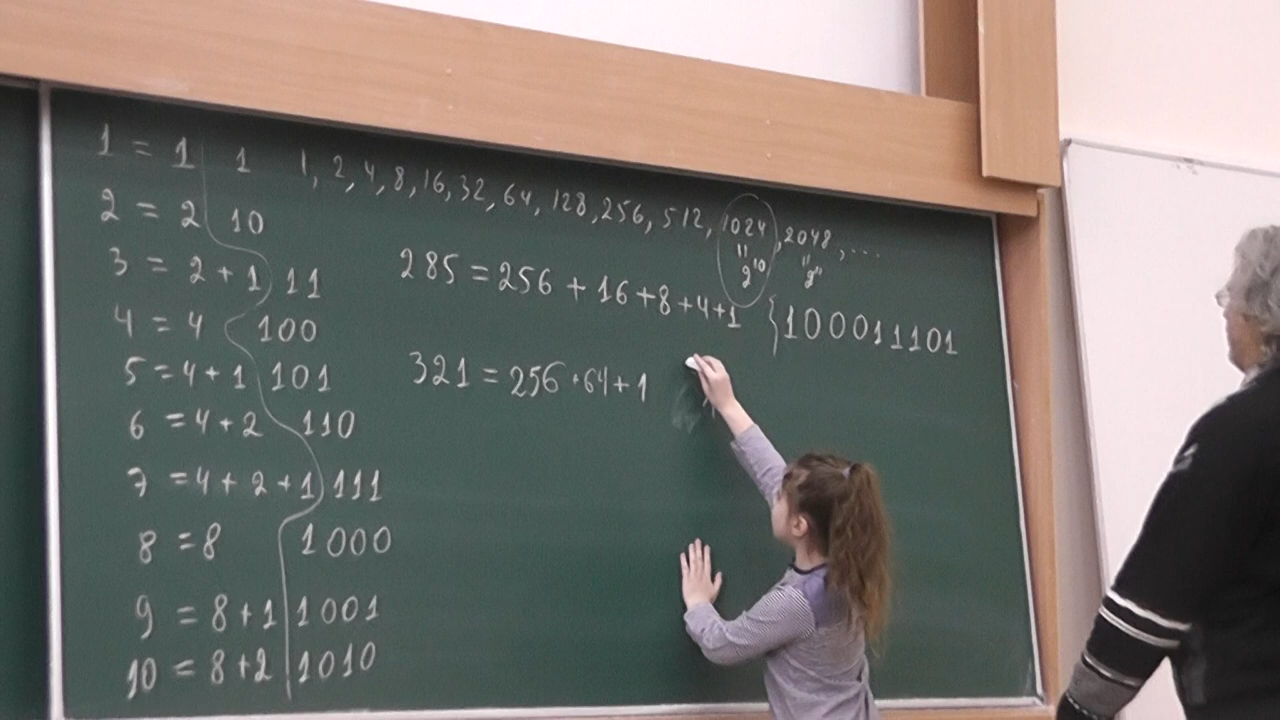 1 = 1 1
2 = 2 10
3 = 2 + 1 11
4 = 4 100
5 = 4 + 1 101
6 = 4 + 2 110
7 = 4 + 2 + 1 111
8 = 8 1000
9 = 8 + 1 1001
10 = 8 + 2 1010
1, 2, 4, 8, 16, 32, 64, 128, 256, 512, 1024, 2048, ...
" "
2¹⁰ 2¹¹
285 = 256 + 16 + 8 + 4 + 1 { 100011101
321 = 256 + 64 + 1